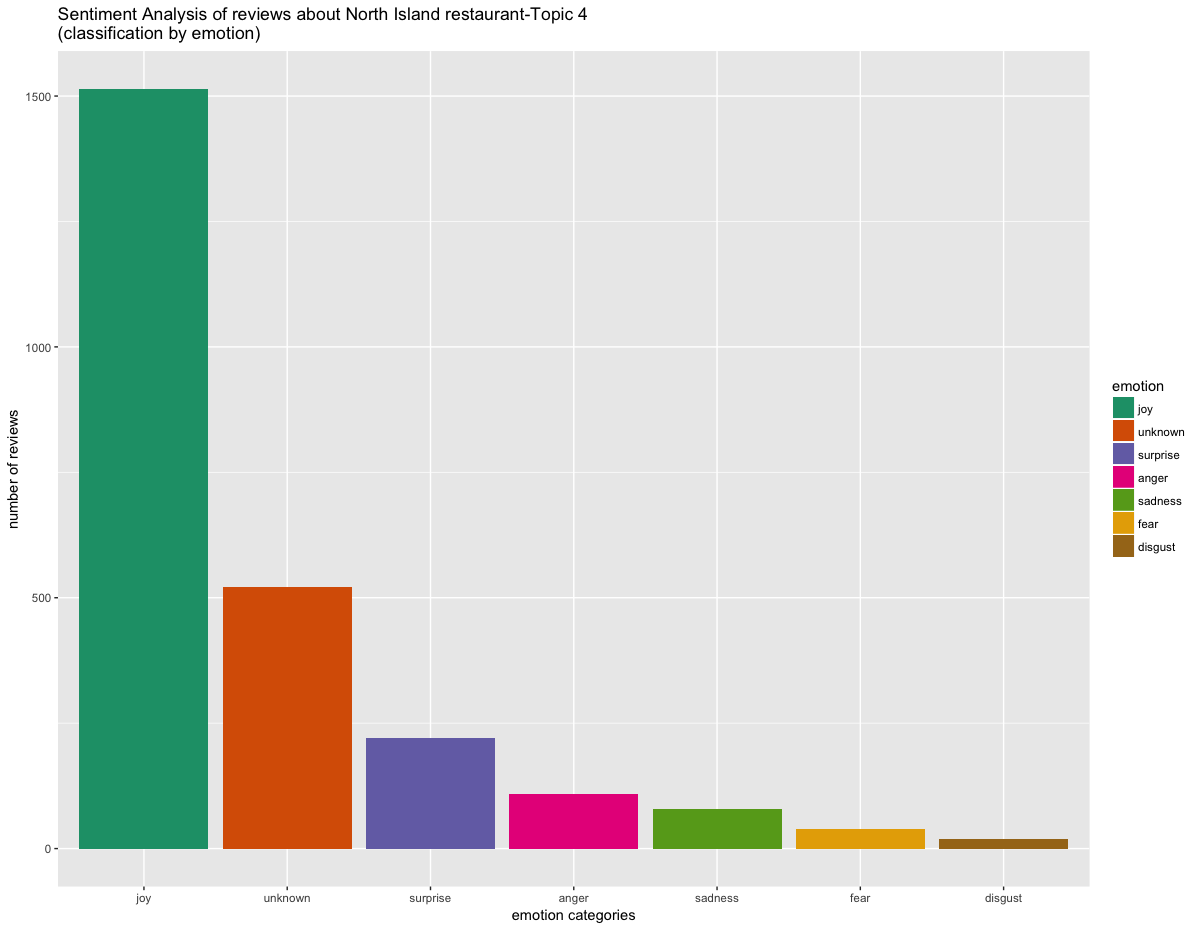 Sentiment Analysis of reviews about North Island restaurant-Topic 4
(classification by emotion)
1500
1000
500
0
number of reviews
joy
unknown
surprise
anger
sadness
fear
disgust
emotion categories
emotion
joy
unknown
surprise
anger
sadness
fear
disgust